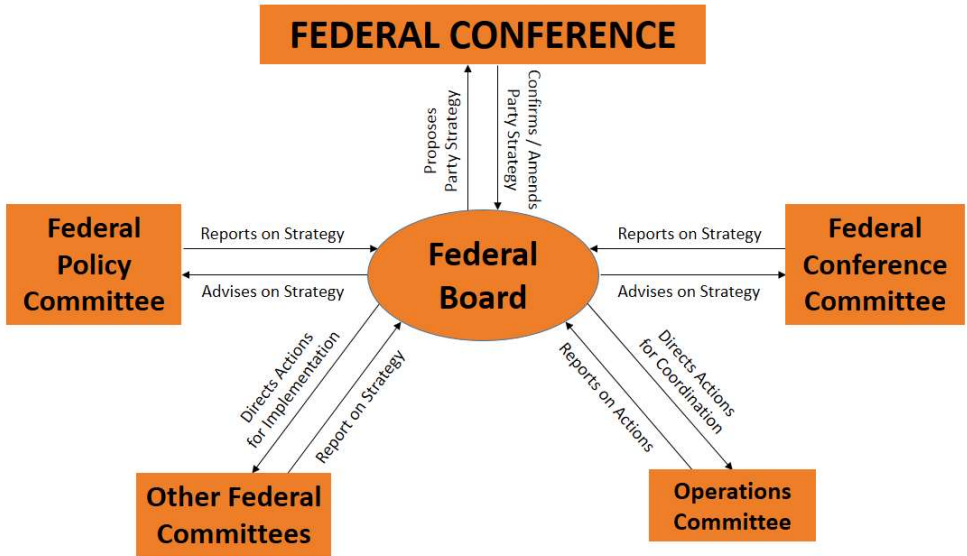 FEDERAL CONFERENCE
Proposes
Party Strategy
Confirms / Amends
Party Strategy
Federal
Policy
Committee
Reports on Strategy
Advises on Strategy
Federal
Board
Reports on Strategy
Advises on Strategy
Federal
Conference
Committee
Directs Actions
for Implementation
Report on Strategy
Reports on Actions
Directs Actions
for Coordination
Other Federal
Committees
Operations
Committee